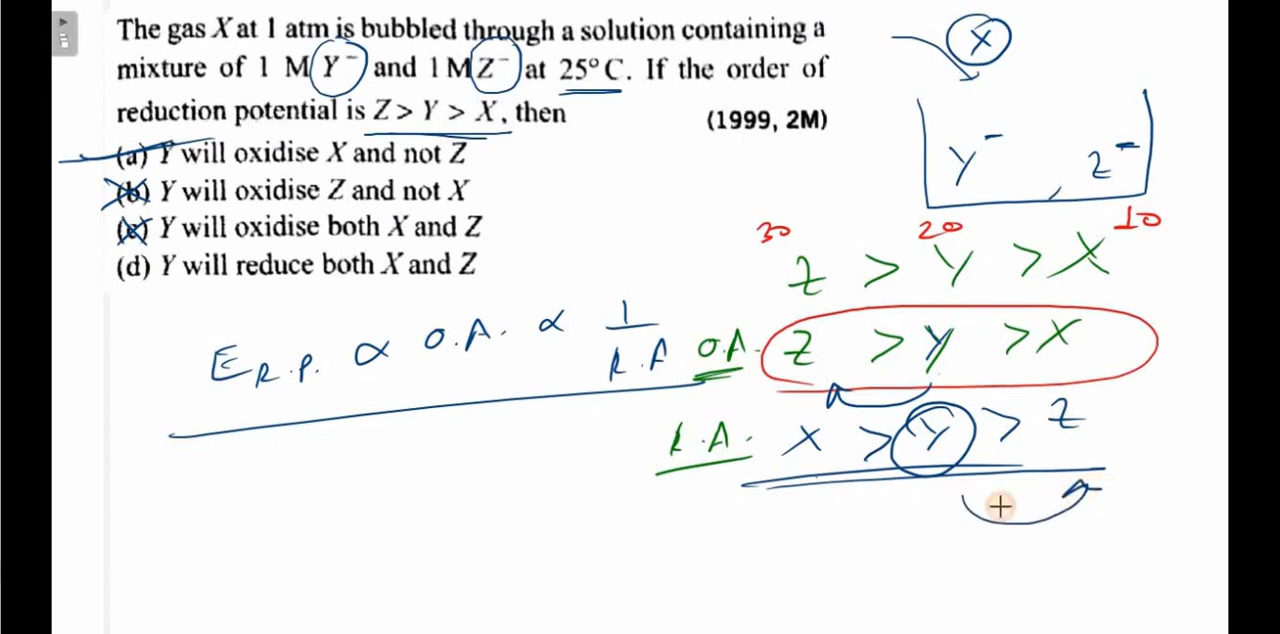 The gas X at 1 atm is bubbled through a solution containing a
mixture of 1 M Y⁻ and 1M Z⁻ at 25° C. If the order of
reduction potential is Z > Y > X, then (1999, 2M)
(a) Y will oxidise X and not Z
(b) Y will oxidise Z and not X
(c) Y will oxidise both X and Z
(d) Y will reduce both X and Z
X
Y⁻ Z⁻
30 20 10
Z > Y > X
E R.P. ∝ O.A. ∝ 1/R.A
O.A. Z > Y > X
R.A. X > Y > Z